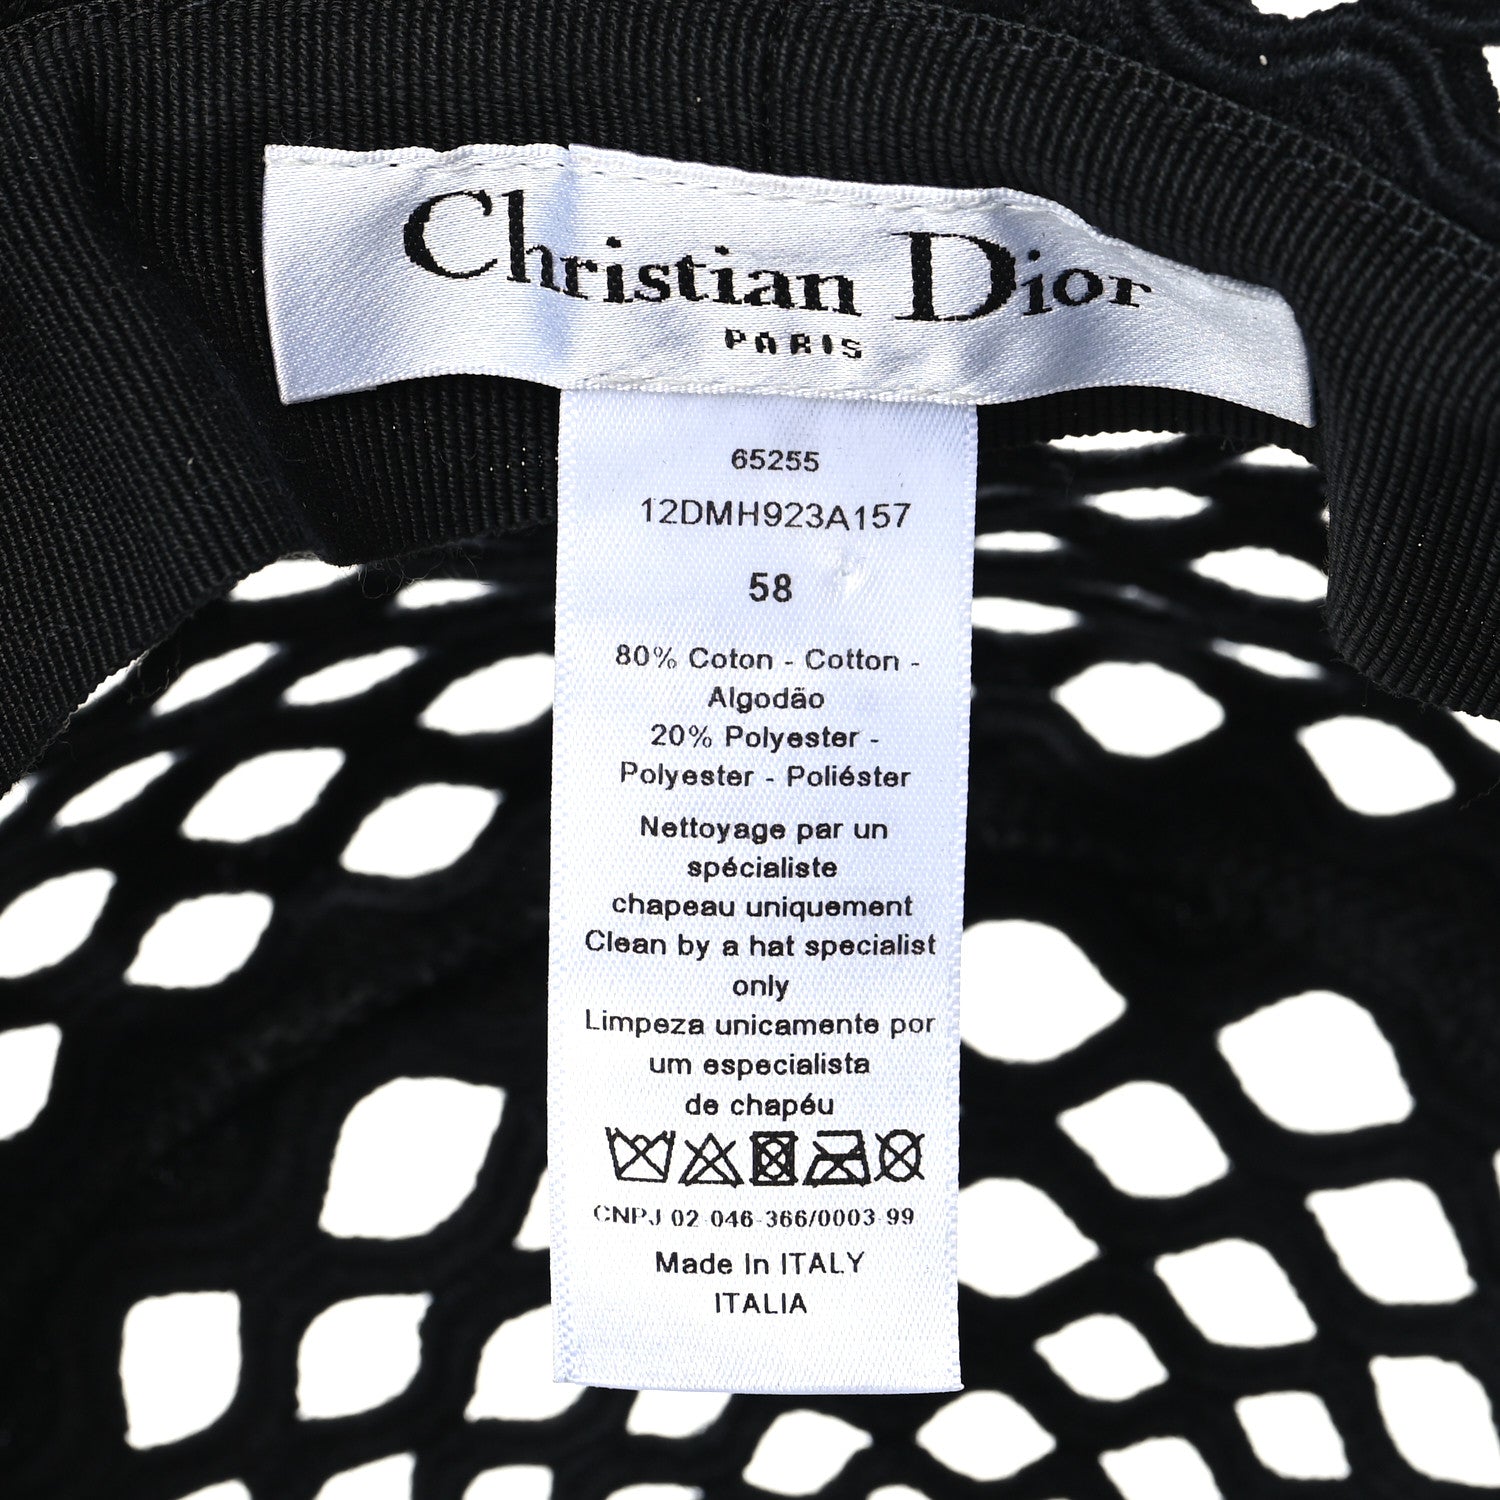 Christian Dior
PARIS
65255
12DMH923A157
58
80% Coton - Cotton -
Algodão
20% Polyester -
Polyester - Poliéster
Nettoyage par un
spécialiste
chapeau uniquement
Clean by a hat specialist
only
Limpeza unicamente por
um especialista
de chapéu
CNPJ 02 046 366/0003 99
Made In ITALY
ITALIA